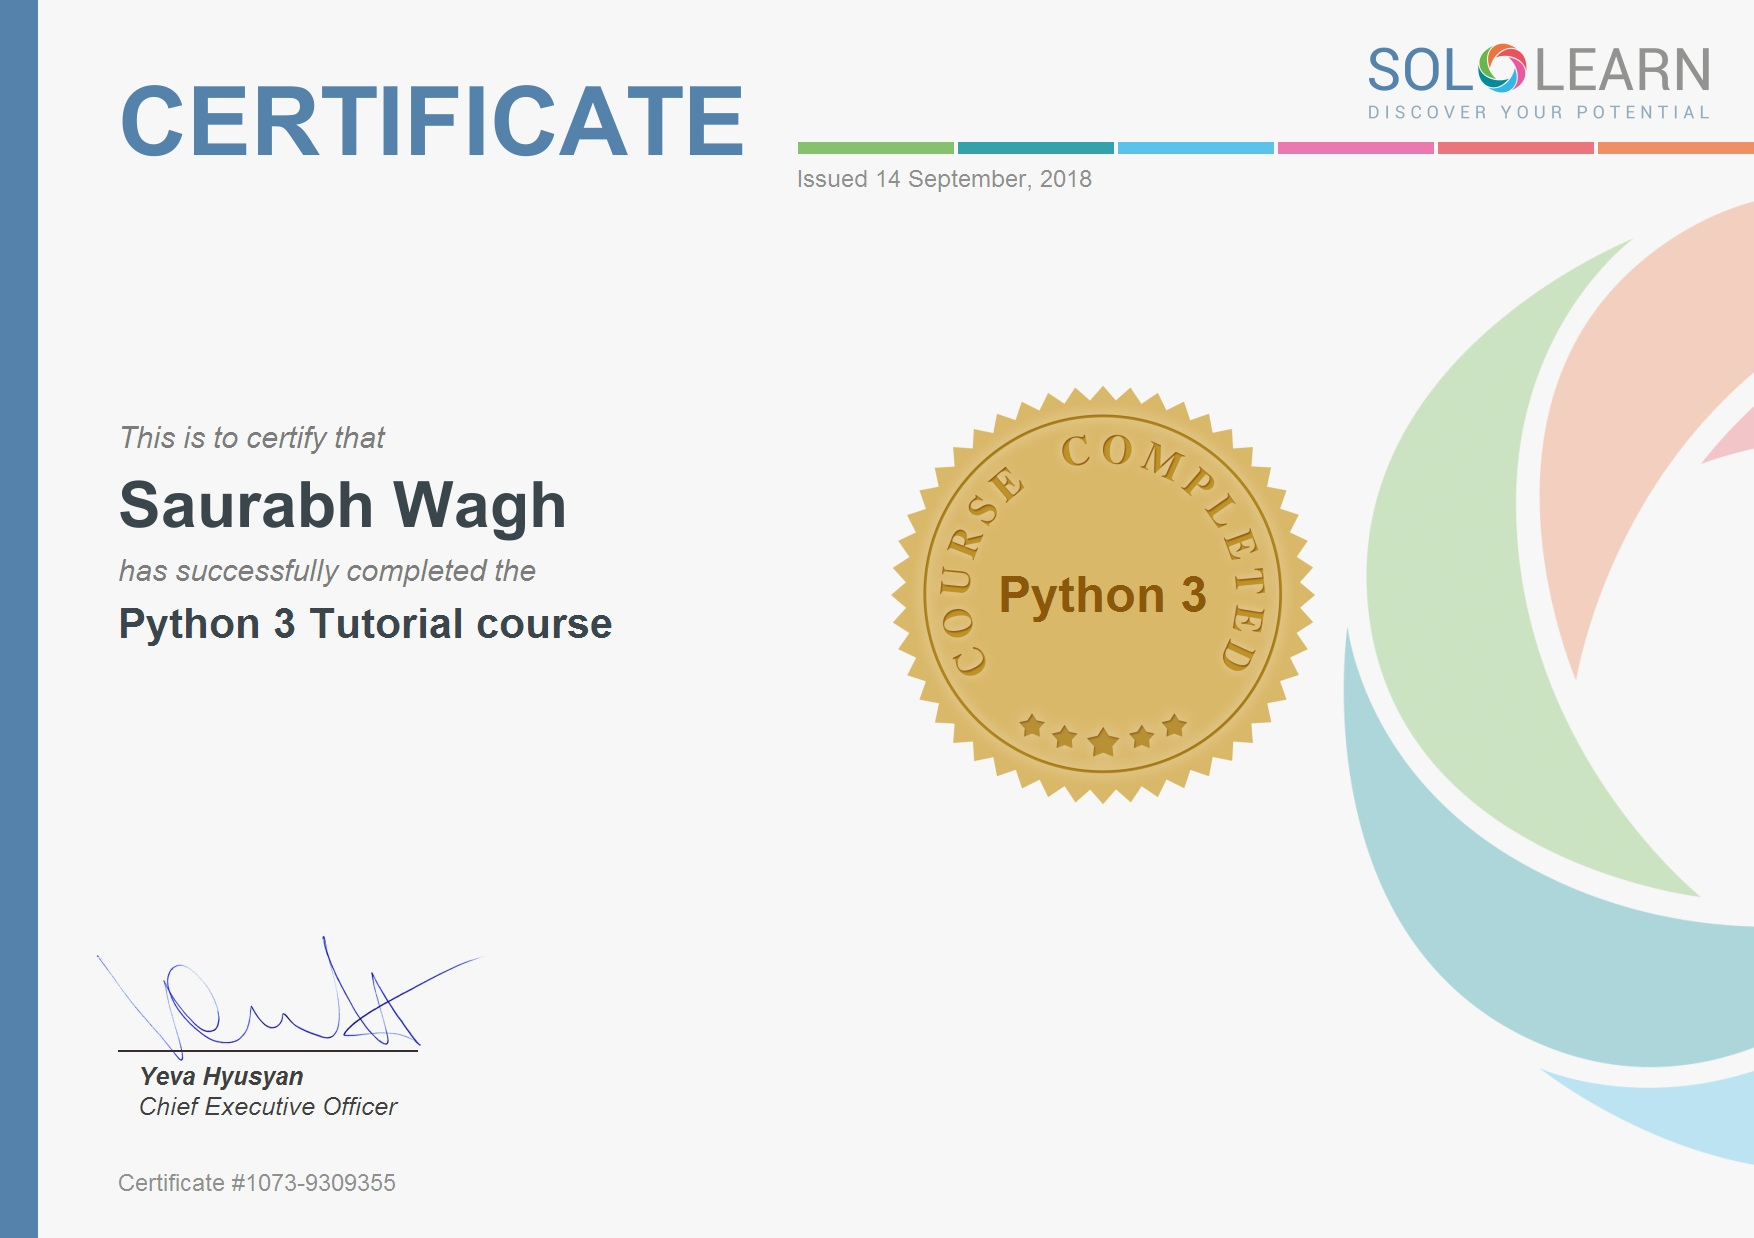 CERTIFICATE
SOLOLEARN
DISCOVER YOUR POTENTIAL
Issued 14 September, 2018
This is to certify that
Saurabh Wagh
has successfully completed the
Python 3 Tutorial course
COURSE COMPLETED
Python 3
Yeva Hyusyan
Chief Executive Officer
Certificate #1073-9309355